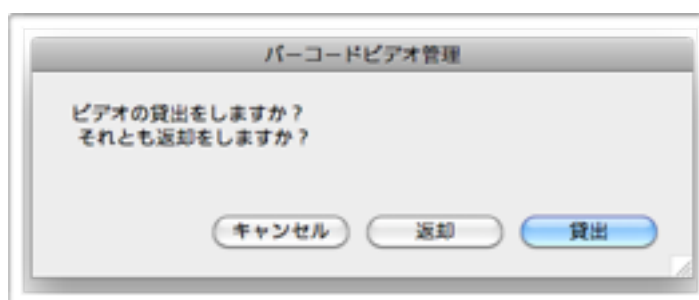 バーコードビデオ管理
ビデオの貸出をしますか？
それとも返却をしますか？
キャンセル 返却 貸出